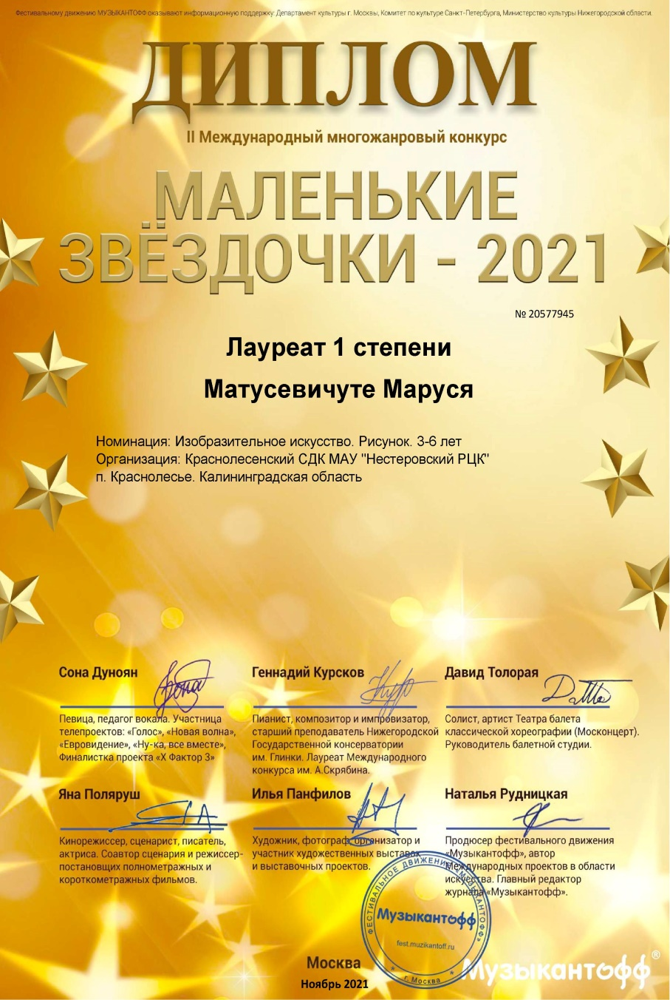 Фестивальному движению МУЗЫКАНТОФФ оказывают информационную поддержку: Департамент культуры г. Москвы, Комитет по культуре Санкт-Петербурга, Министерство культуры Нижегородской области.
ДИПЛОМ
II Международный многожанровый конкурс
МАЛЕНЬКИЕ
ЗВЁЗДОЧКИ - 2021
№ 20577945
Лауреат 1 степени
Матусевичуте Маруся
Номинация: Изобразительное искусство. Рисунок. 3-6 лет
Организация: Краснолесенский СДК МАУ "Нестеровский РЦК"
п. Краснолесье. Калининградская область
Сона Дуноян
Певица, педагог вокала. Участница
телепроектов: «Голос», «Новая волна»,
«Евровидение», «Ну-ка, все вместе»,
Финалистка проекта «Х Фактор 3»
Геннадий Курсков
Пианист, композитор и импровизатор,
старший преподаватель Нижегородской
Государственной консерватории
им. Глинки. Лауреат Международного
конкурса им. А.Скрябина.
Давид Толорая
Солист, артист Театра балета
классической хореографии (Москонцерт).
Руководитель балетной студии.
Яна Поляруш
Кинорежиссер, сценарист, писатель,
актриса. Соавтор сценария и режиссер-
постановщих полнометражных и
короткометражных фильмов.
Илья Панфилов
Художник, фотограф, организатор и
участник художественных выставок
и выставочных проектов.
Наталья Рудницкая
Продюсер фестивального движения
«Музыкантофф», автор
Международных проектов в области
искусства. Главный редактор
журнала «Музыкантофф».
ФЕСТИВАЛЬНОЕ ДВИЖЕНИЕ «МУЗЫКАНТОФФ»
Музыкантофф
fest.muzikantoff.ru
* г. Москва *
Москва
Ноябрь 2021
Музыкантофф®